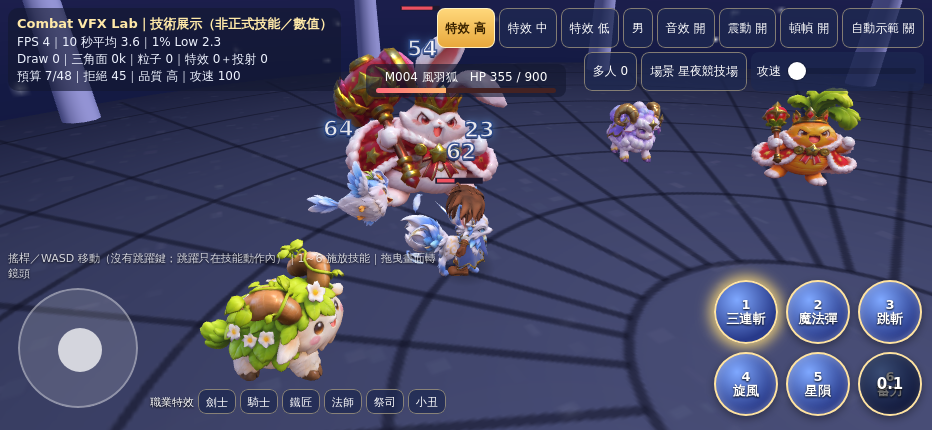 Combat VFX Lab｜技術展示（非正式技能／數值）
FPS 4｜10 秒平均 3.6｜1% Low 2.3
Draw 0｜三角面 0k｜粒子 0｜特效 0＋投射 0
預算 7/48｜拒絕 45｜品質 高｜攻速 100
特效 高
特效 中
特效 低
男
音效 開
震動 開
頓幀 開
自動示範 關
多人 0
場景 星夜競技場
攻速
M004 風羽狐 HP 355 / 900
54
64
23
62
搖桿／WASD 移動（沒有跳躍鍵；跳躍只在技能動作內）｜1–6 施放技能｜拖曳畫面轉
鏡頭
1
三連斬
2
魔法彈
3
跳斬
4
旋風
5
星隕
6
0.1
職業特效
劍士
騎士
鐵匠
法師
祭司
小丑